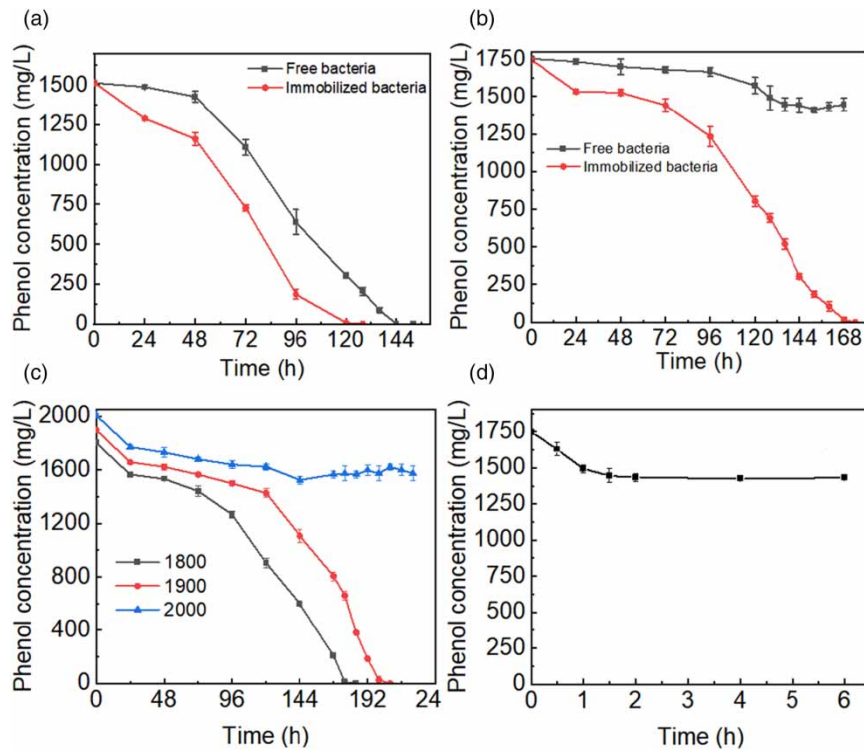 (a)
Phenol concentration (mg/L)
1500
1250
1000
750
500
250
0
Free bacteria
Immobilized bacteria
0 24 48 72 96 120 144
Time (h)
(b)
Phenol concentration (mg/L)
1750
1500
1250
1000
750
500
250
0
Free bacteria
Immobilized bacteria
0 24 48 72 96 120 144 168
Time (h)
(c)
Phenol concentration (mg/L)
2000
1600
1200
800
400
0
1800
1900
2000
0 48 96 144 192 24
Time (h)
(d)
Phenol concentration (mg/L)
1750
1500
1250
1000
750
500
250
0
0 1 2 3 4 5 6
Time (h)